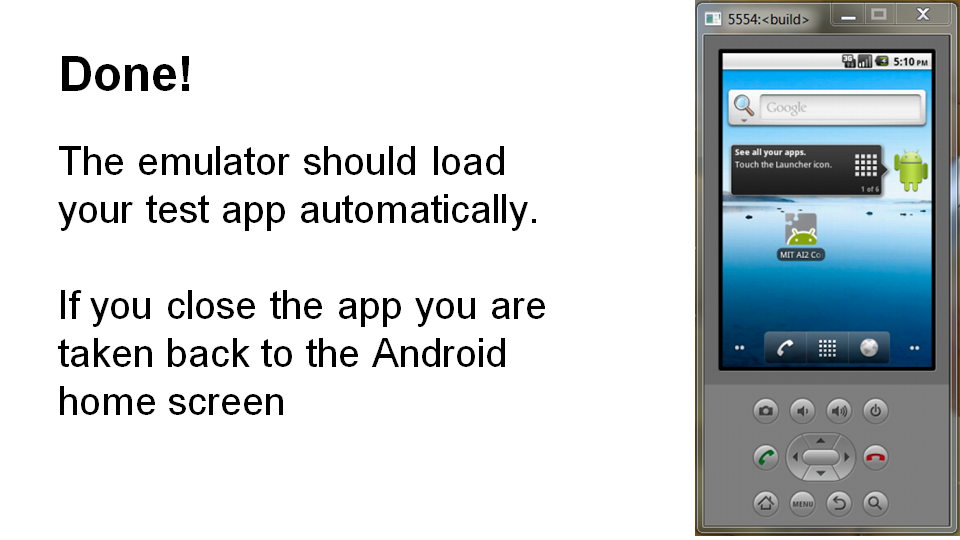 Done!
The emulator should load
your test app automatically.
If you close the app you are
taken back to the Android
home screen
5554:<build>
3G
5:10 PM
Google
See all your apps.
Touch the Launcher icon.
1 of 6
MIT AI2 Co
MENU